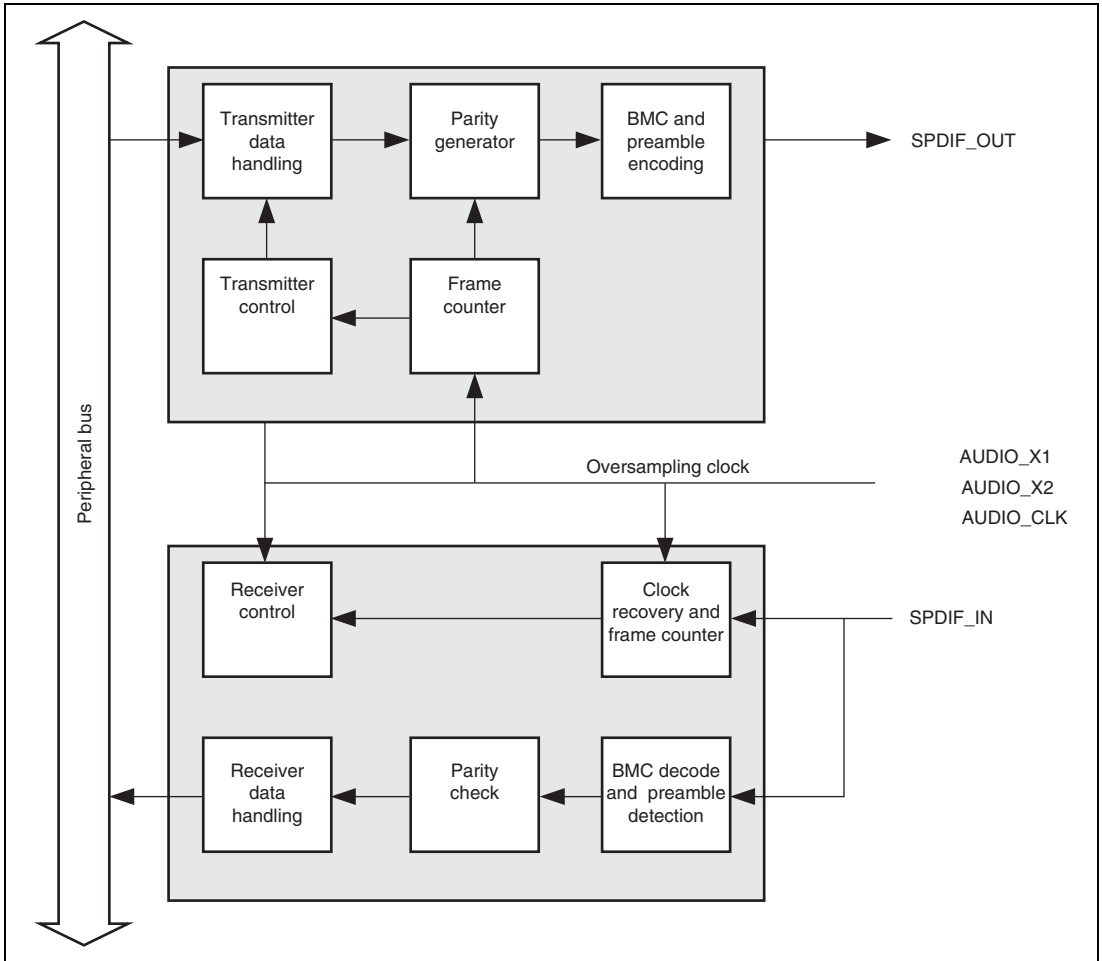 Transmitter
data
handling
Parity
generator
BMC and
preamble
encoding
SPDIF_OUT
Transmitter
control
Frame
counter
Peripheral bus
Oversampling clock
AUDIO_X1
AUDIO_X2
AUDIO_CLK
Receiver
control
Clock
recovery and
frame counter
SPDIF_IN
Receiver
data
handling
Parity
check
BMC decode
and preamble
detection